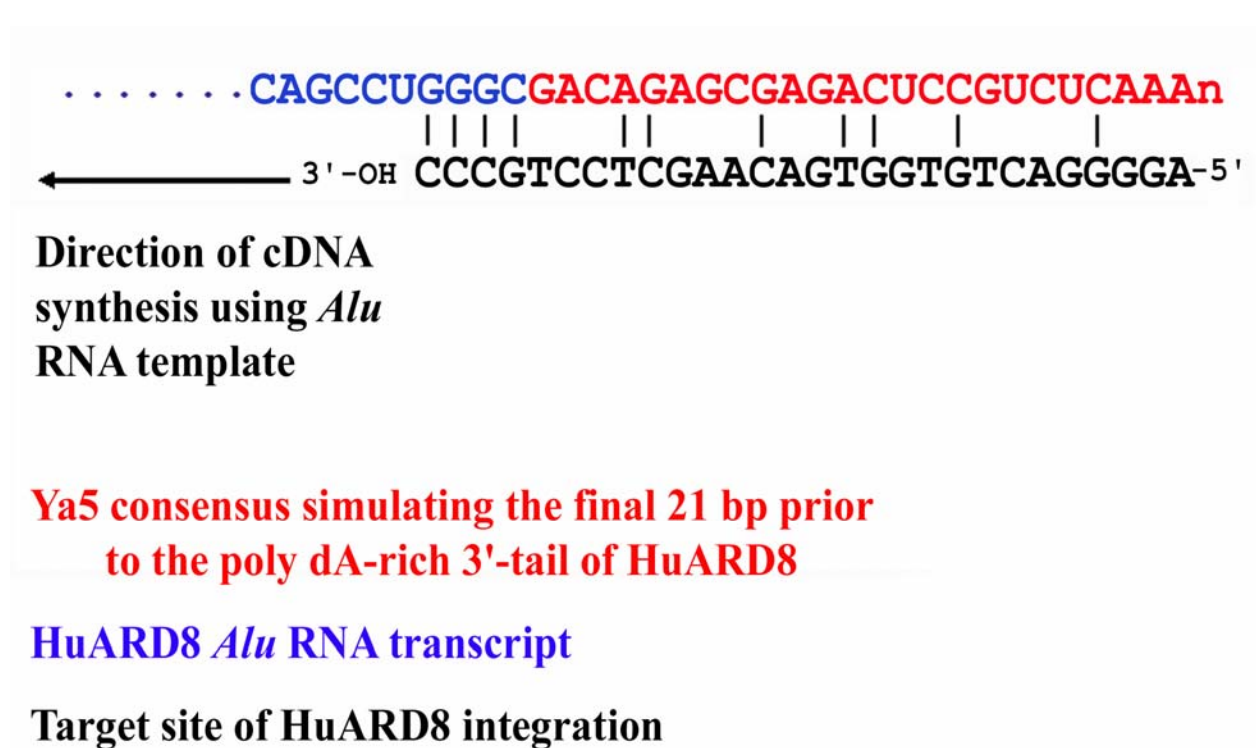 .......CAGCCUGGGCGACAGAGCGAGACUCCGUCUCAAAn
3'-OH CCCGTCCTCGAACAGTGGTGTCAGGGGA-5'
Direction of cDNA
synthesis using Alu
RNA template
Ya5 consensus simulating the final 21 bp prior
to the poly dA-rich 3'-tail of HuARD8
HuARD8 Alu RNA transcript
Target site of HuARD8 integration